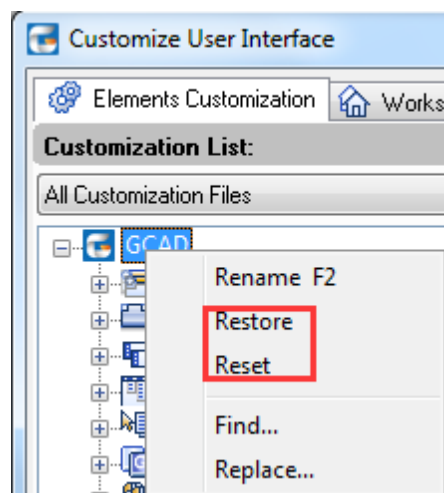 Customize User Interface
Elements Customization Works
Customization List:
All Customization Files
GCAD
Rename F2
Restore
Reset
Find...
Replace...